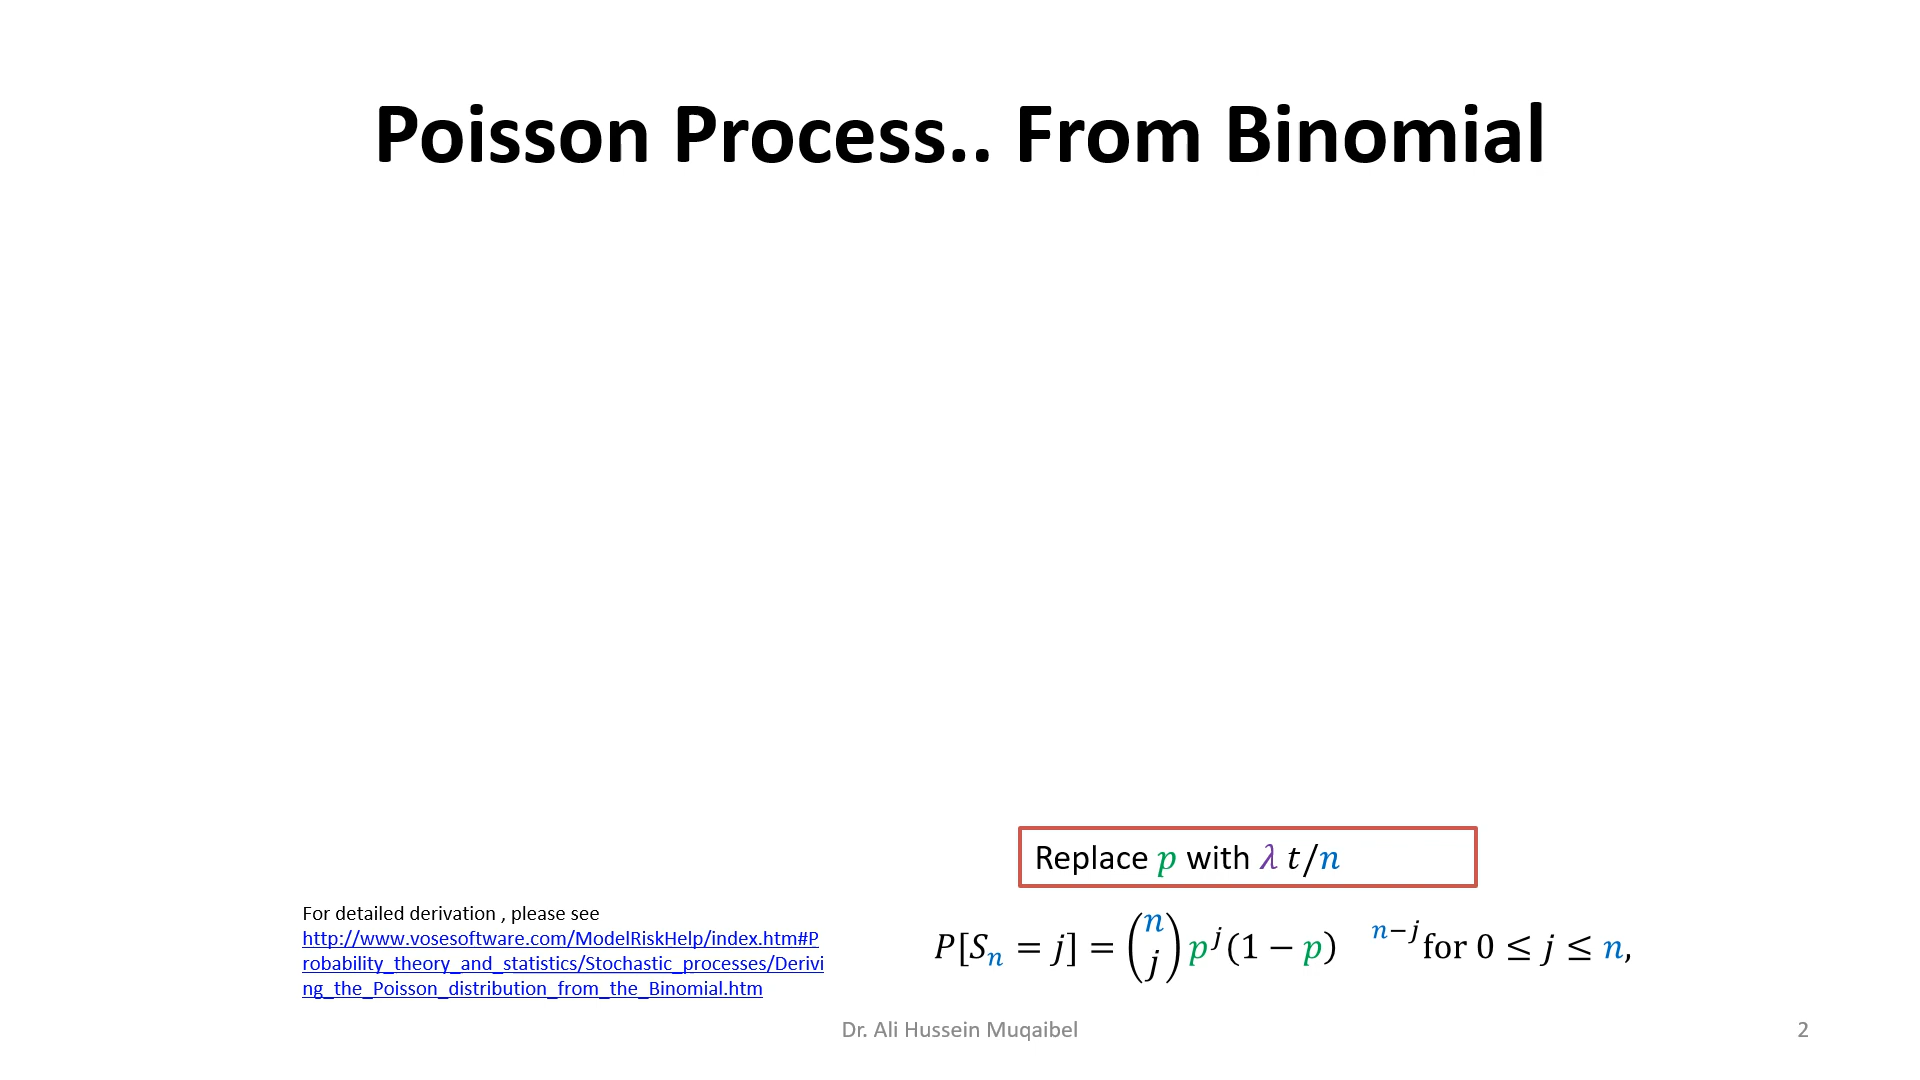 Poisson Process.. From Binomial
Replace p with λ t/n
For detailed derivation , please see
http://www.vosesoftware.com/ModelRiskHelp/index.htm#P
robability_theory_and_statistics/Stochastic_processes/Derivi
ng_the_Poisson_distribution_from_the_Binomial.htm
P[Sₙ = j] = (n j) pʲ(1 − p) ⁿ⁻ʲ for 0 ≤ j ≤ n,
Dr. Ali Hussein Muqaibel
2